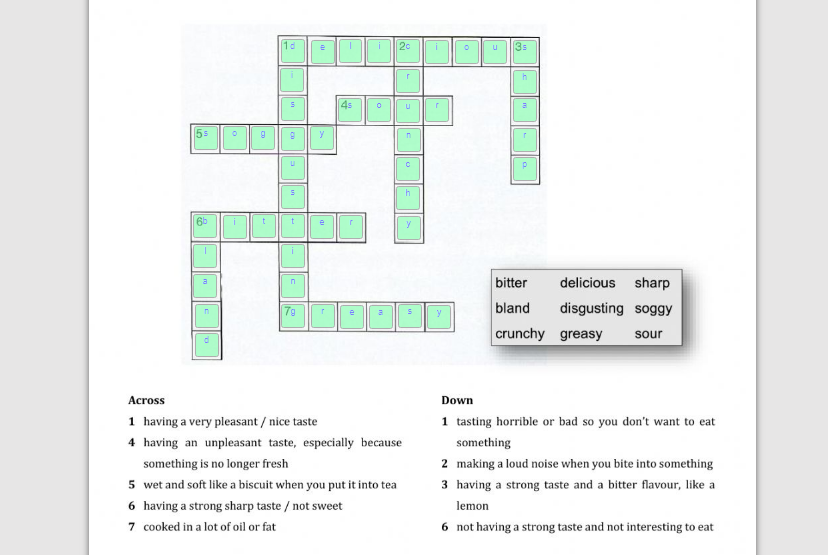 1d e l i 2c i o u 3s
i r h
s 4s o u r a
5s o g g y n r
u c p
s h
6b i t t e r y
l i
a n
n 7g r e a s y
d
bitter delicious sharp
bland disgusting soggy
crunchy greasy sour
Across
1 having a very pleasant / nice taste
4 having an unpleasant taste, especially because
something is no longer fresh
5 wet and soft like a biscuit when you put it into tea
6 having a strong sharp taste / not sweet
7 cooked in a lot of oil or fat
Down
1 tasting horrible or bad so you don't want to eat
something
2 making a loud noise when you bite into something
3 having a strong taste and a bitter flavour, like a
lemon
6 not having a strong taste and not interesting to eat